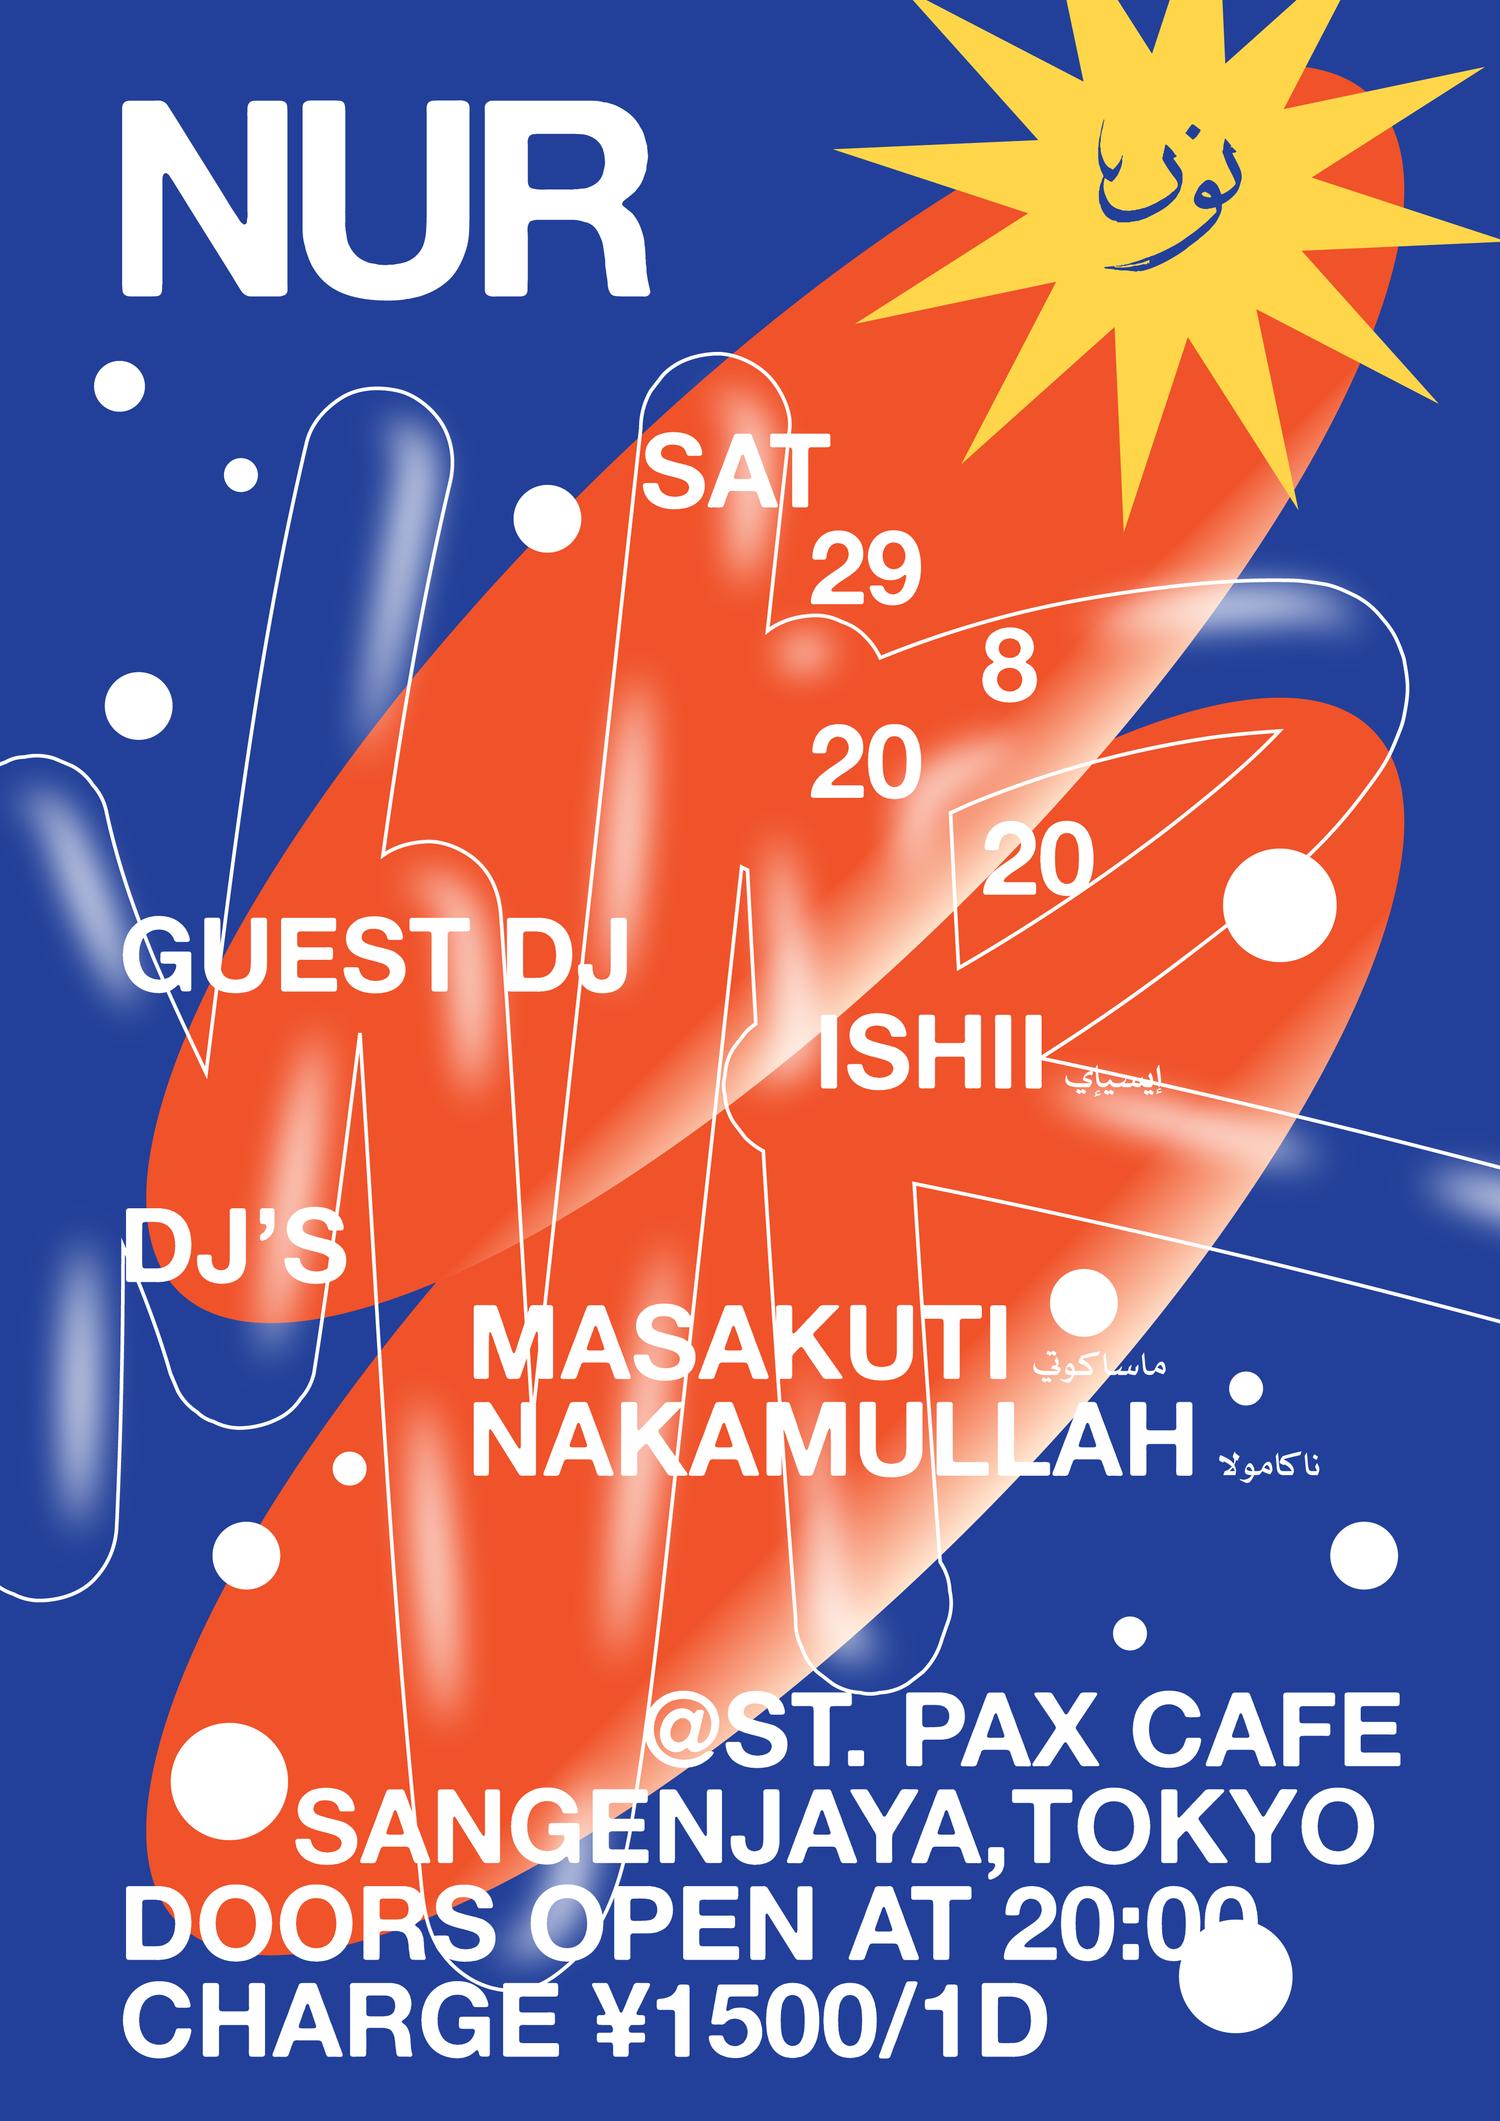 NUR
نور
SAT
29
8
20
20
GUEST DJ
ISHII إيسيإي
DJ’S
MASAKUTI ماساكوتي
NAKAMULLAH ناكامولا
@ST. PAX CAFE
SANGENJAYA,TOKYO
DOORS OPEN AT 20:00
CHARGE ¥1500/1D